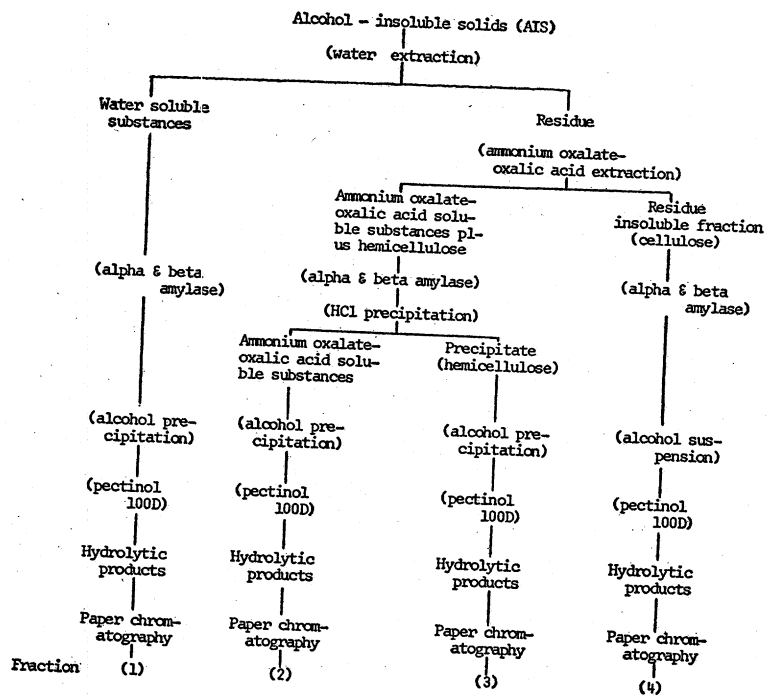 Alcohol - insoluble solids (AIS)
(water extraction)
Water soluble
substances
Residue
(ammonium oxalate-
oxalic acid extraction)
Ammonium oxalate-
oxalic acid solu-
ble substances pl-
us hemicellulose
Residue
insoluble fraction
(cellulose)
(alpha & beta
amylase)
(alpha & beta amylase)
(alpha & beta
amylase)
(HCl precipitation)
Ammonium oxalate-
oxalic acid solu-
ble substances
Precipitate
(hemicellulose)
(alcohol pre-
cipitation)
(alcohol pre-
cipitation)
(alcohol pre-
cipitation)
(alcohol sus-
pension)
(pectinol
100D)
(pectinol
100D)
(pectinol
100D)
(pectinol
100D)
Hydrolytic
products
Hydrolytic
products
Hydrolytic
products
Hydrolytic
products
Paper chrom-
atography
Paper chrom-
atography
Paper chrom-
atography
Paper chrom-
atography
Fraction (1) (2) (3) (4)